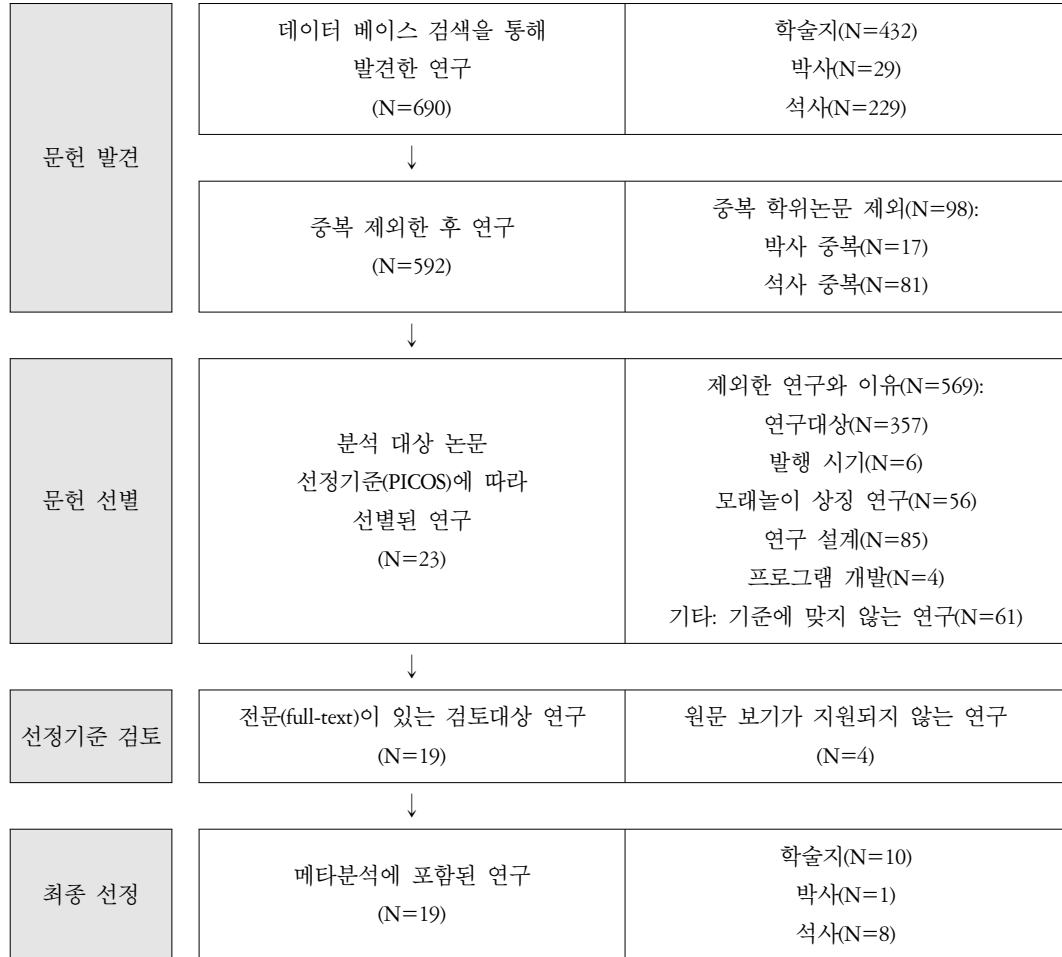 문헌 발견
데이터 베이스 검색을 통해
발견한 연구
(N=690)
학술지(N=432)
박사(N=29)
석사(N=229)
↓
중복 제외한 후 연구
(N=592)
중복 학위논문 제외(N=98):
박사 중복(N=17)
석사 중복(N=81)
↓
문헌 선별
분석 대상 논문
선정기준(PICOS)에 따라
선별된 연구
(N=23)
제외한 연구와 이유(N=569):
연구대상(N=357)
발행 시기(N=6)
모래놀이 상징 연구(N=56)
연구 설계(N=85)
프로그램 개발(N=4)
기타: 기준에 맞지 않는 연구(N=61)
↓
선정기준 검토
전문(full-text)이 있는 검토대상 연구
(N=19)
원문 보기가 지원되지 않는 연구
(N=4)
↓
최종 선정
메타분석에 포함된 연구
(N=19)
학술지(N=10)
박사(N=1)
석사(N=8)